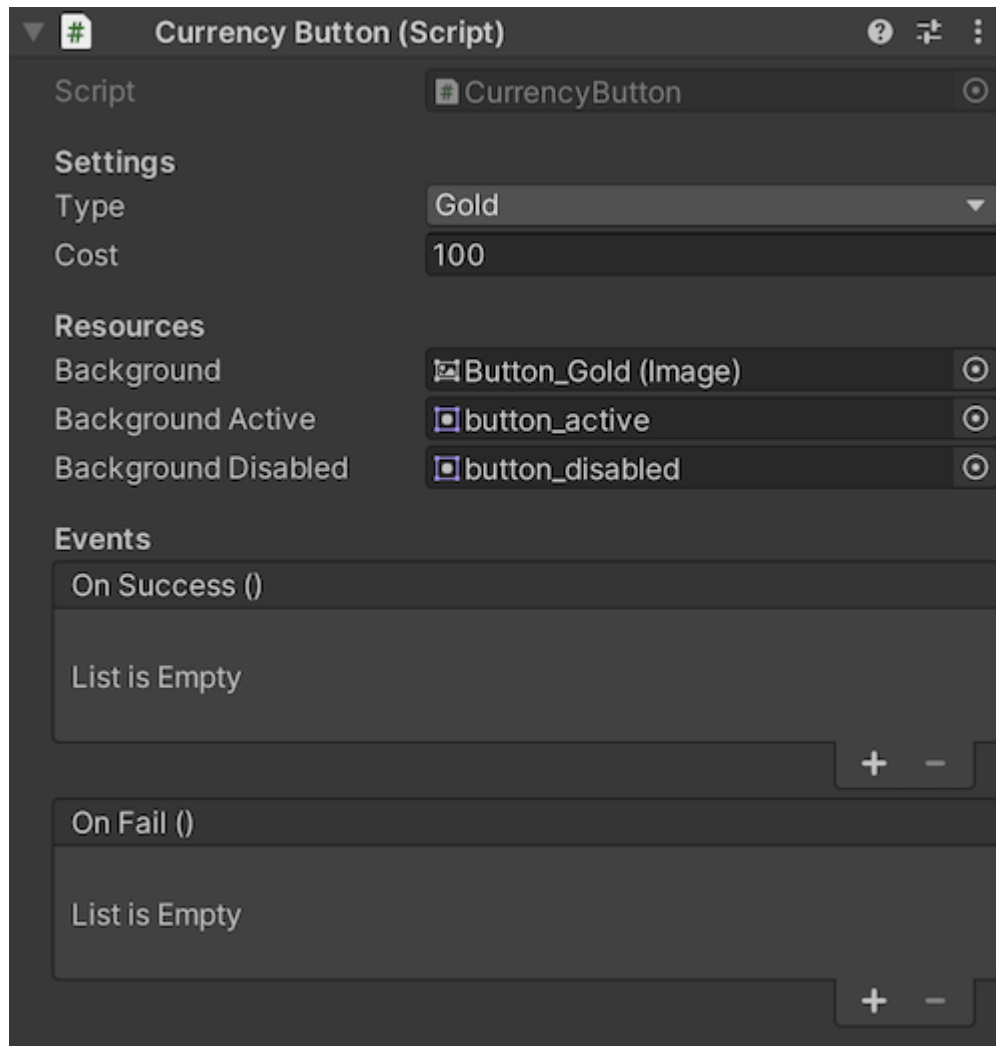 Currency Button (Script)
Script CurrencyButton
Settings
Type Gold
Cost 100
Resources
Background Button_Gold (Image)
Background Active button_active
Background Disabled button_disabled
Events
On Success ()
List is Empty
On Fail ()
List is Empty